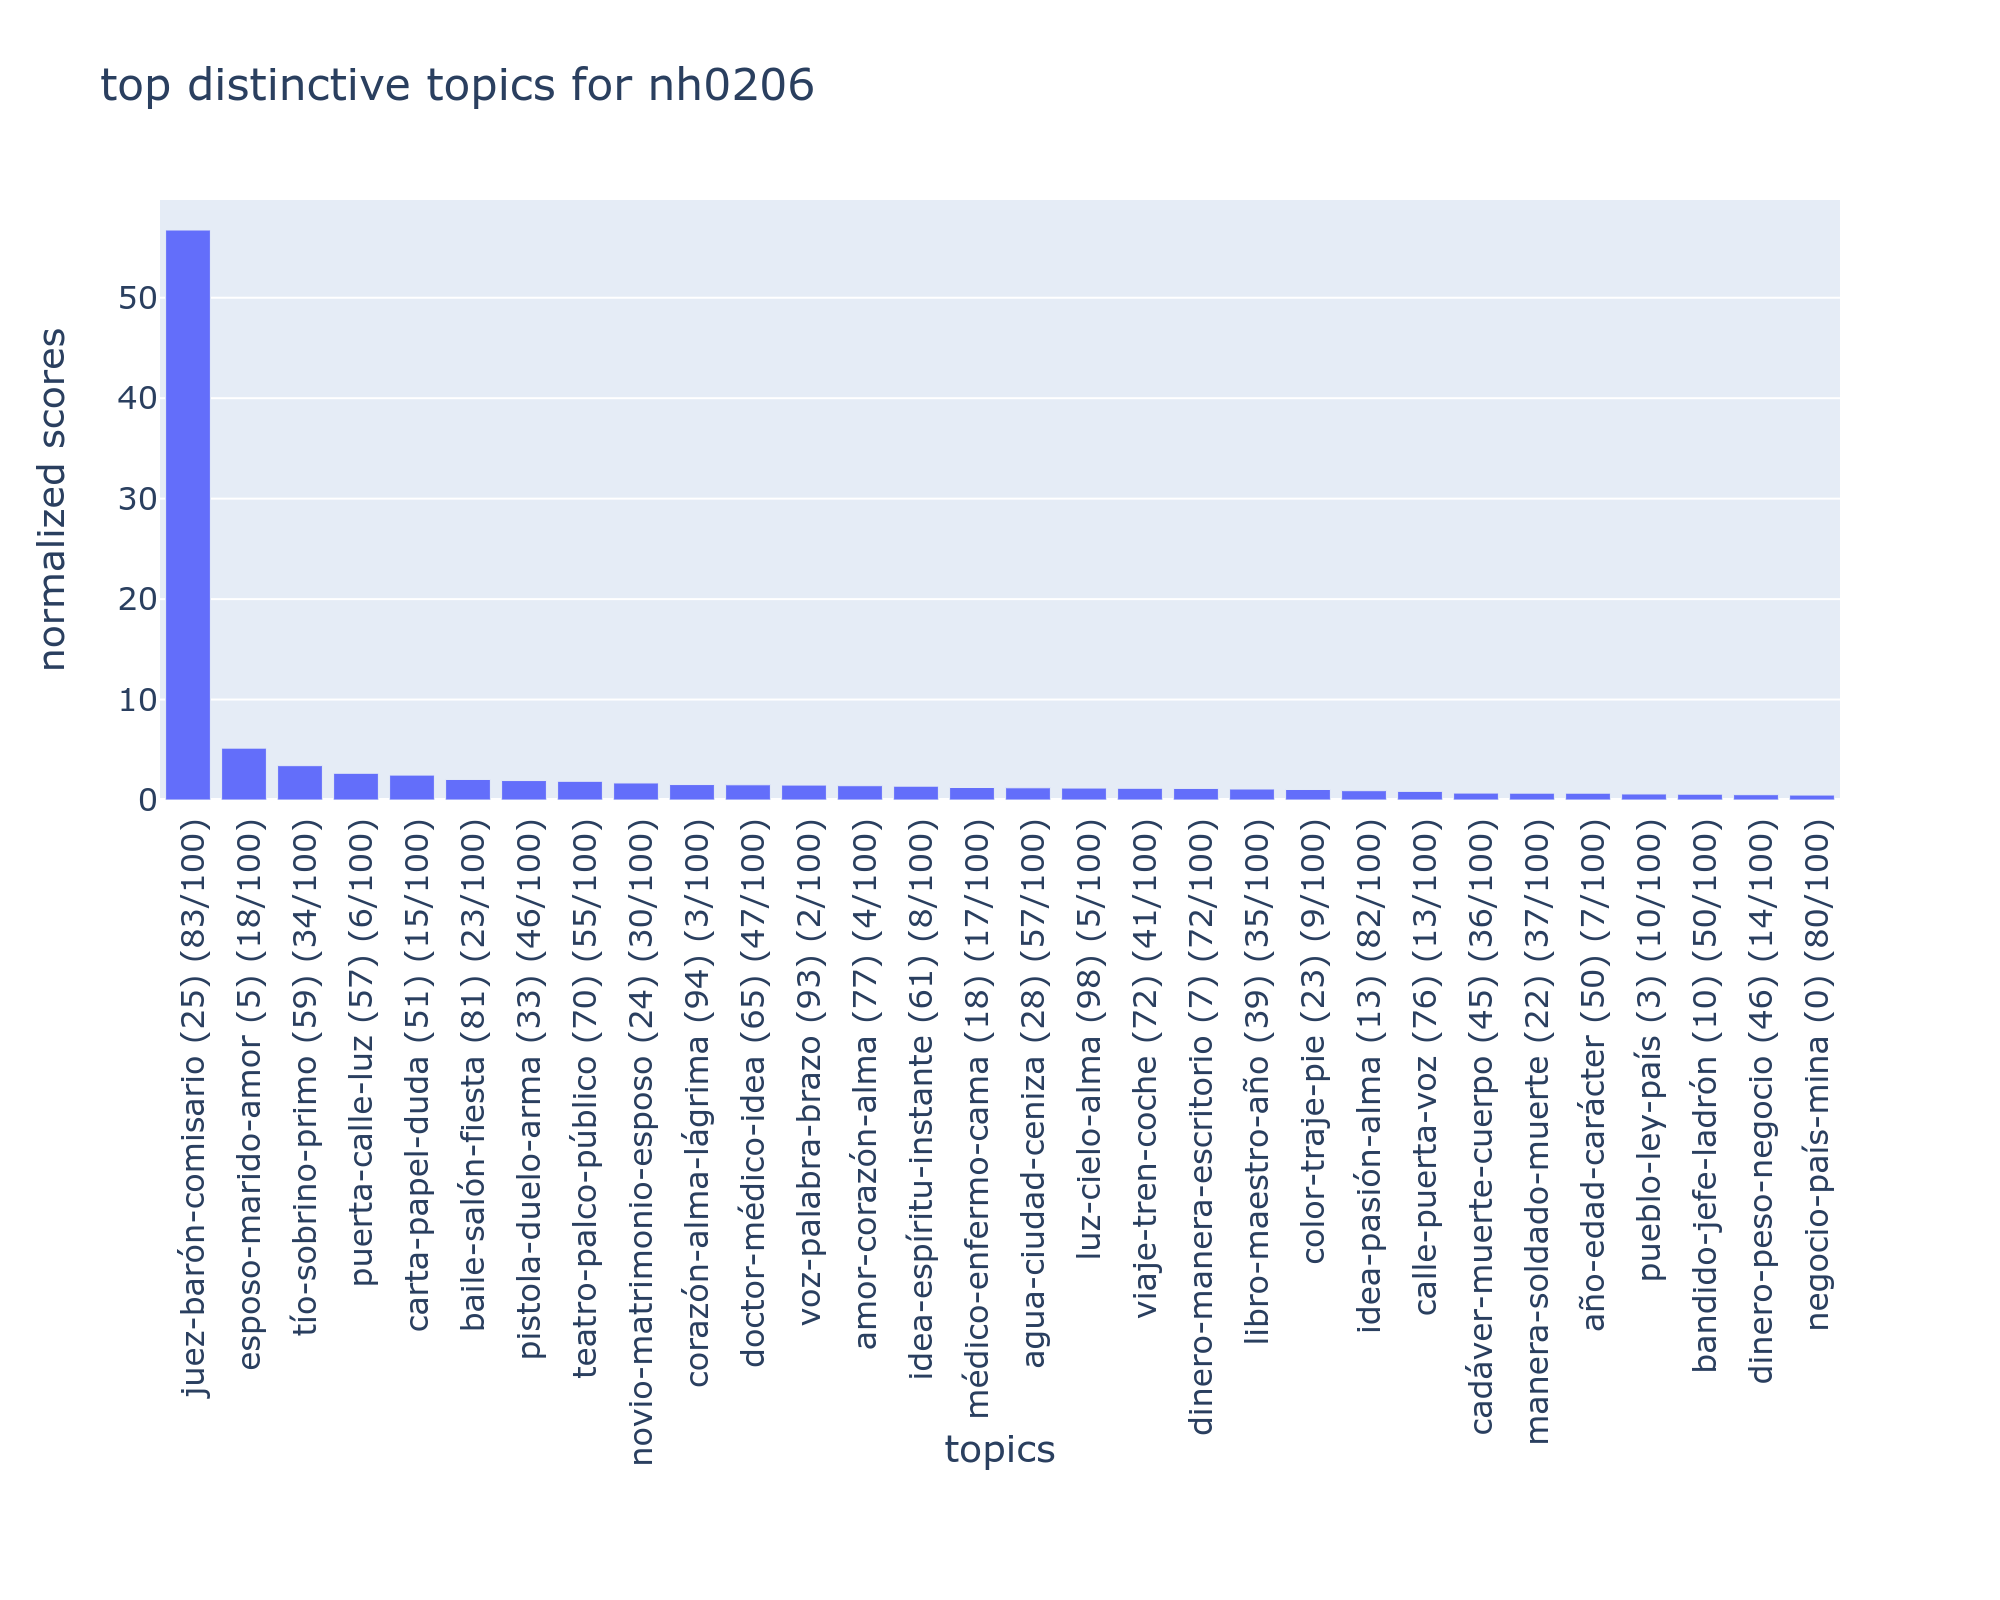 top distinctive topics for nh0206
normalized scores
50
40
30
20
10
0
juez-barón-comisario (25) (83/100)
esposo-marido-amor (5) (18/100)
tío-sobrino-primo (59) (34/100)
puerta-calle-luz (57) (6/100)
carta-papel-duda (51) (15/100)
baile-salón-fiesta (81) (23/100)
pistola-duelo-arma (33) (46/100)
teatro-palco-público (70) (55/100)
novio-matrimonio-esposo (24) (30/100)
corazón-alma-lágrima (94) (3/100)
doctor-médico-idea (65) (47/100)
voz-palabra-brazo (93) (2/100)
amor-corazón-alma (77) (4/100)
idea-espíritu-instante (61) (8/100)
médico-enfermo-cama (18) (17/100)
agua-ciudad-ceniza (28) (57/100)
luz-cielo-alma (98) (5/100)
viaje-tren-coche (72) (41/100)
dinero-manera-escritorio (7) (72/100)
libro-maestro-año (39) (35/100)
color-traje-pie (23) (9/100)
idea-pasión-alma (13) (82/100)
calle-puerta-voz (76) (13/100)
cadáver-muerte-cuerpo (45) (36/100)
manera-soldado-muerte (22) (37/100)
año-edad-carácter (50) (7/100)
pueblo-ley-país (3) (10/100)
bandido-jefe-ladrón (10) (50/100)
dinero-peso-negocio (46) (14/100)
negocio-país-mina (0) (80/100)
topics